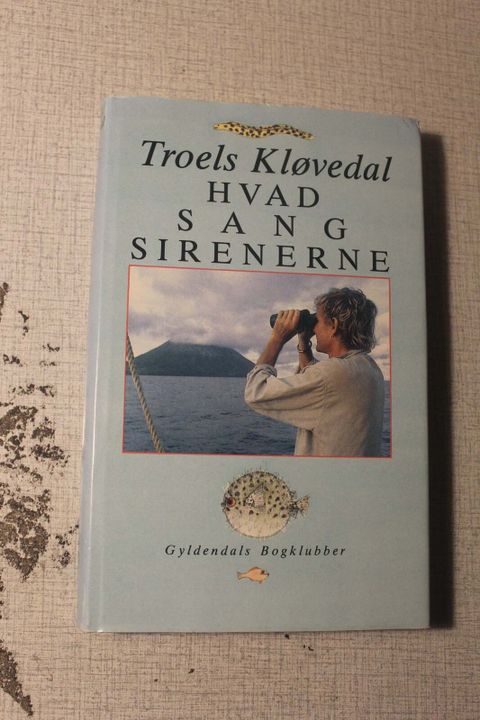 Troels Kløvedal
HVAD
SANG
SIRENERNE
Gyldendals Bogklubber